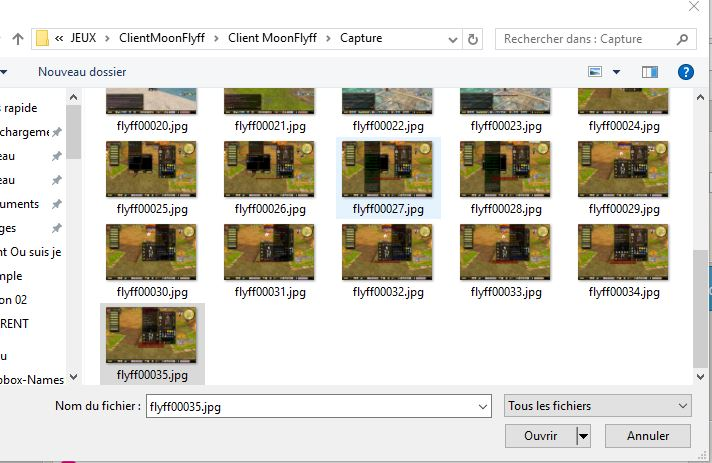 « JEUX > ClientMoonFlyff > Client MoonFlyff > Capture
Rechercher dans : Capture
Nouveau dossier
s rapide
chargeme
eau
eau
uments
ges
nt Ou suis je
mple
on 02
RENT
u
pbox-Names
flyff00020.jpg flyff00021.jpg flyff00022.jpg flyff00023.jpg flyff00024.jpg
flyff00025.jpg flyff00026.jpg flyff00027.jpg flyff00028.jpg flyff00029.jpg
flyff00030.jpg flyff00031.jpg flyff00032.jpg flyff00033.jpg flyff00034.jpg
flyff00035.jpg
Nom du fichier : flyff00035.jpg
Tous les fichiers
Ouvrir
Annuler